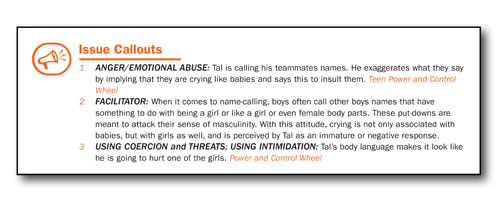 Issue Callouts
1 ANGER/EMOTIONAL ABUSE: Tal is calling his teammates names. He exaggerates what they say
by implying that they are crying like babies and says this to insult them. Teen Power and Control
Wheel
2 FACILITATOR: When it comes to name-calling, boys often call other boys names that have
something to do with being a girl or like a girl or even female body parts. These put-downs are
meant to attack their sense of masculinity. With this attitude, crying is not only associated with
babies, but with girls as well, and is perceived by Tal as an immature or negative response.
3 USING COERCION and THREATS; USING INTIMIDATION: Tal's body language makes it look like
he is going to hurt one of the girls. Power and Control Wheel